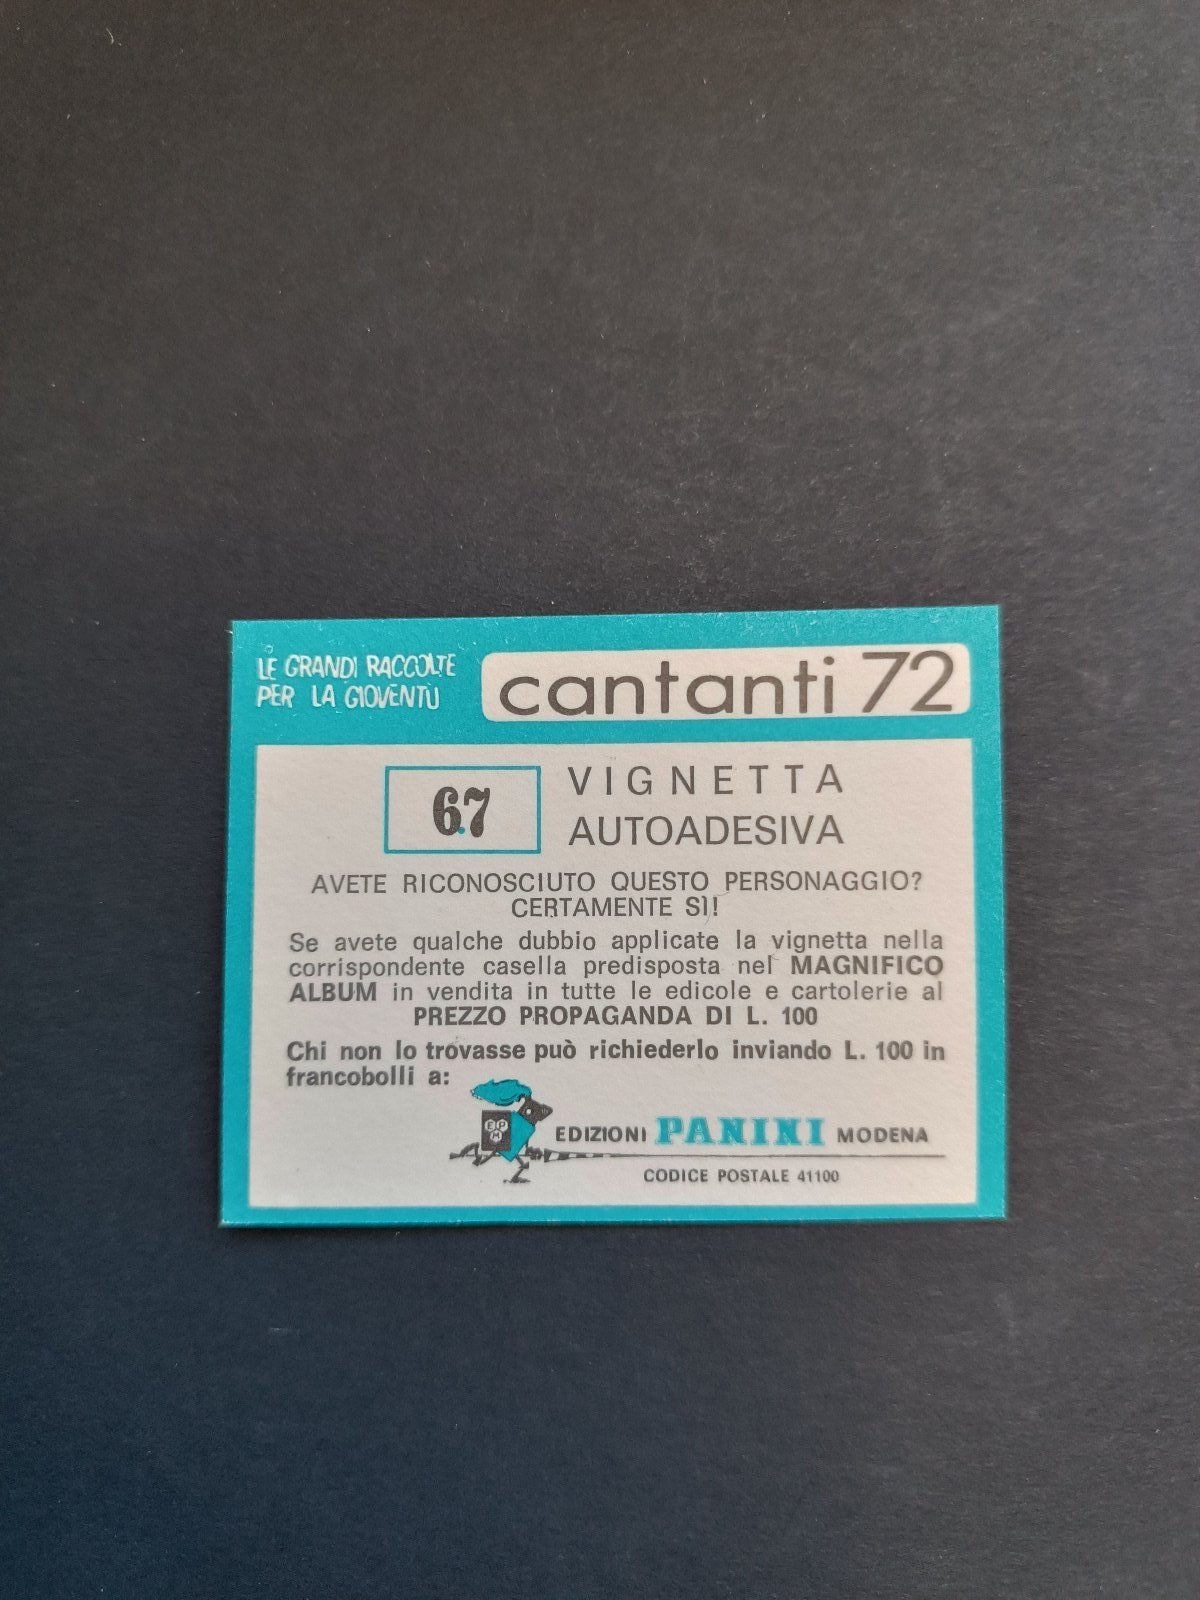 LE GRANDI RACCOLTE
PER LA GIOVENTÙ
cantanti 72
67
VIGNETTA
AUTOADESIVA
AVETE RICONOSCIUTO QUESTO PERSONAGGIO?
CERTAMENTE SÌ!
Se avete qualche dubbio applicate la vignetta nella
corrispondente casella predisposta nel MAGNIFICO
ALBUM in vendita in tutte le edicole e cartolerie al
PREZZO PROPAGANDA DI L. 100
Chi non lo trovasse può richiederlo inviando L. 100 in
francobolli a:
EPM
EDIZIONI PANINI MODENA
CODICE POSTALE 41100